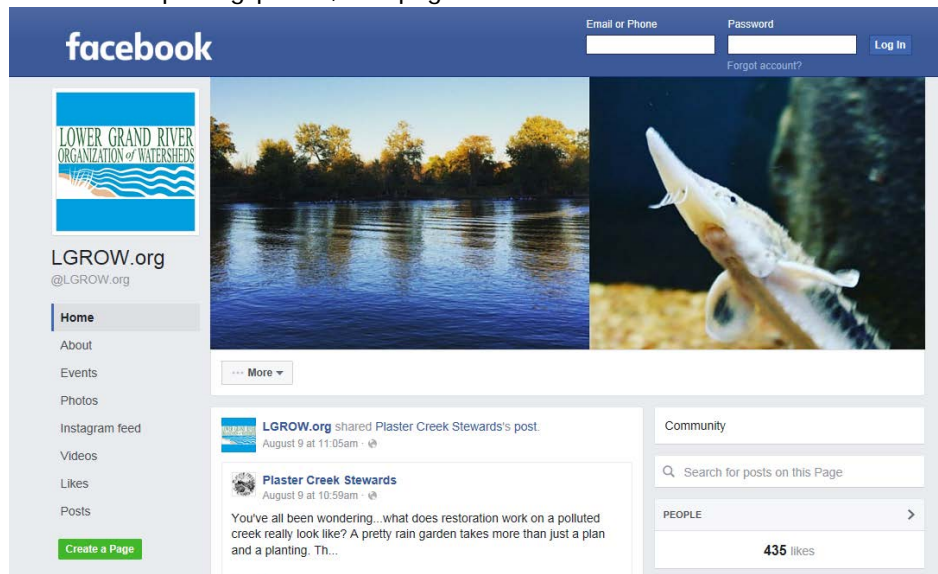 facebook
Email or Phone
Password
Log In
Forgot account?
LOWER GRAND RIVER
ORGANIZATION of WATERSHEDS
LGROW.org
@LGROW.org
Home
About
Events
Photos
Instagram feed
Videos
Likes
Posts
Create a Page
··· More
LGROW.org shared Plaster Creek Stewards's post.
August 9 at 11:05am ·
Plaster Creek Stewards
August 9 at 10:59am ·
You've all been wondering...what does restoration work on a polluted
creek really look like? A pretty rain garden takes more than just a plan
and a planting. Th...
Community
Search for posts on this Page
PEOPLE
435 likes